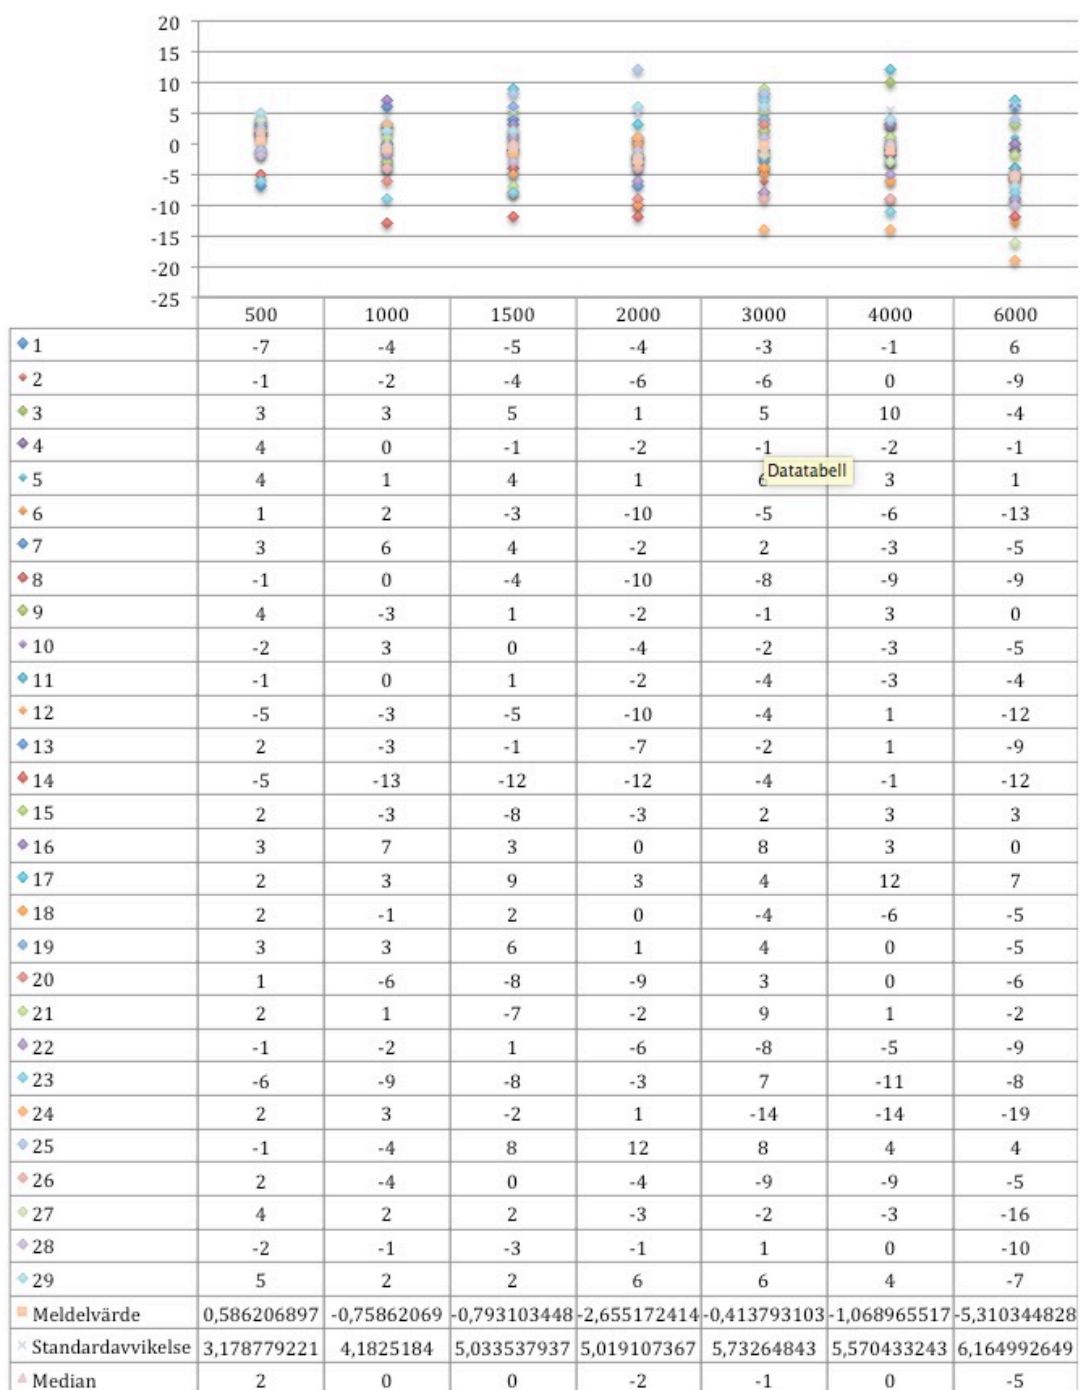 20
15
10
5
0
-5
-10
-15
-20
-25
500 1000 1500 2000 3000 4000 6000
1 -7 -4 -5 -4 -3 -1 6
2 -1 -2 -4 -6 -6 0 -9
3 3 3 5 1 5 10 -4
4 4 0 -1 -2 -1 -2 -1
Datatabell
5 4 1 4 1 6 3 1
6 1 2 -3 -10 -5 -6 -13
7 3 6 4 -2 2 -3 -5
8 -1 0 -4 -10 -8 -9 -9
9 4 -3 1 -2 -1 3 0
10 -2 3 0 -4 -2 -3 -5
11 -1 0 1 -2 -4 -3 -4
12 -5 -3 -5 -10 -4 1 -12
13 2 -3 -1 -7 -2 1 -9
14 -5 -13 -12 -12 -4 -1 -12
15 2 -3 -8 -3 2 3 3
16 3 7 3 0 8 3 0
17 2 3 9 3 4 12 7
18 2 -1 2 0 -4 -6 -5
19 3 3 6 1 4 0 -5
20 1 -6 -8 -9 3 0 -6
21 2 1 -7 -2 9 1 -2
22 -1 -2 1 -6 -8 -5 -9
23 -6 -9 -8 -3 7 -11 -8
24 2 3 -2 1 -14 -14 -19
25 -1 -4 8 12 8 4 4
26 2 -4 0 -4 -9 -9 -5
27 4 2 2 -3 -2 -3 -16
28 -2 -1 -3 -1 1 0 -10
29 5 2 2 6 6 4 -7
Meldelvärde 0,586206897 -0,75862069 -0,793103448 -2,655172414 -0,413793103 -1,068965517 -5,310344828
Standardavvikelse 3,178779221 4,1825184 5,033537937 5,019107367 5,73264843 5,570433243 6,164992649
Median 2 0 0 -2 -1 0 -5